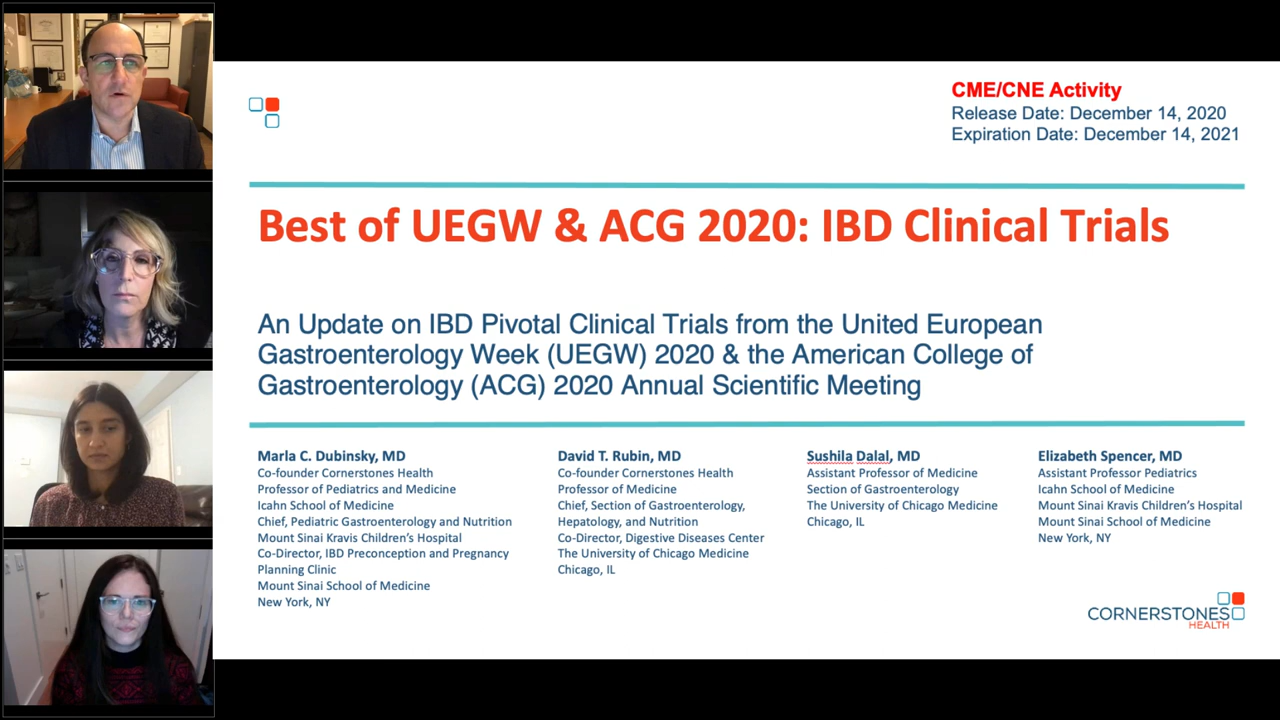 CME/CNE Activity
Release Date: December 14, 2020
Expiration Date: December 14, 2021
Best of UEGW & ACG 2020: IBD Clinical Trials
An Update on IBD Pivotal Clinical Trials from the United European
Gastroenterology Week (UEGW) 2020 & the American College of
Gastroenterology (ACG) 2020 Annual Scientific Meeting
Marla C. Dubinsky, MD
Co-founder Cornerstones Health
Professor of Pediatrics and Medicine
Icahn School of Medicine
Chief, Pediatric Gastroenterology and Nutrition
Mount Sinai Kravis Children's Hospital
Co-Director, IBD Preconception and Pregnancy
Planning Clinic
Mount Sinai School of Medicine
New York, NY
David T. Rubin, MD
Co-founder Cornerstones Health
Professor of Medicine
Chief, Section of Gastroenterology,
Hepatology, and Nutrition
Co-Director, Digestive Diseases Center
The University of Chicago Medicine
Chicago, IL
Sushila Dalal, MD
Assistant Professor of Medicine
Section of Gastroenterology
The University of Chicago Medicine
Chicago, IL
Elizabeth Spencer, MD
Assistant Professor Pediatrics
Icahn School of Medicine
Mount Sinai Kravis Children's Hospital
Mount Sinai School of Medicine
New York, NY
CORNERSTONES
HEALTH